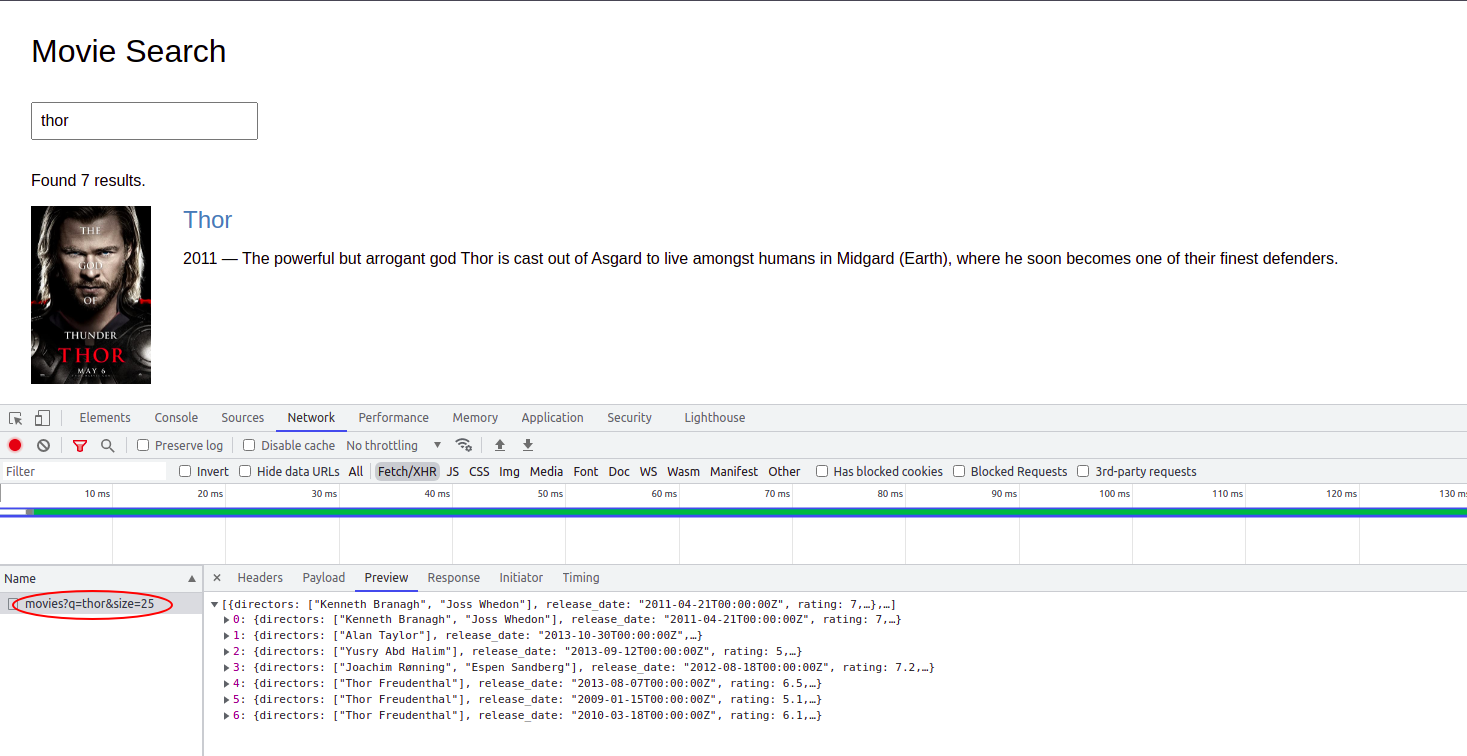 Movie Search
thor
Found 7 results.
THE
GOD
OF
THUNDER
THOR
MAY 6
Thor
2011 — The powerful but arrogant god Thor is cast out of Asgard to live amongst humans in Midgard (Earth), where he soon becomes one of their finest defenders.
Elements Console Sources Network Performance Memory Application Security Lighthouse
Preserve log Disable cache No throttling
Filter Invert Hide data URLs All Fetch/XHR JS CSS Img Media Font Doc WS Wasm Manifest Other Has blocked cookies Blocked Requests 3rd-party requests
10 ms 20 ms 30 ms 40 ms 50 ms 60 ms 70 ms 80 ms 90 ms 100 ms 110 ms 120 ms 130 ms
Name
movies?q=thor&size=25
× Headers Payload Preview Response Initiator Timing
[{directors: ["Kenneth Branagh", "Joss Whedon"], release_date: "2011-04-21T00:00:00Z", rating: 7,…},…]
0: {directors: ["Kenneth Branagh", "Joss Whedon"], release_date: "2011-04-21T00:00:00Z", rating: 7,…}
1: {directors: ["Alan Taylor"], release_date: "2013-10-30T00:00:00Z",…}
2: {directors: ["Yusry Abd Halim"], release_date: "2013-09-12T00:00:00Z", rating: 5,…}
3: {directors: ["Joachim Rønning", "Espen Sandberg"], release_date: "2012-08-18T00:00:00Z", rating: 7.2,…}
4: {directors: ["Thor Freudenthal"], release_date: "2013-08-07T00:00:00Z", rating: 6.5,…}
5: {directors: ["Thor Freudenthal"], release_date: "2009-01-15T00:00:00Z", rating: 5.1,…}
6: {directors: ["Thor Freudenthal"], release_date: "2010-03-18T00:00:00Z", rating: 6.1,…}